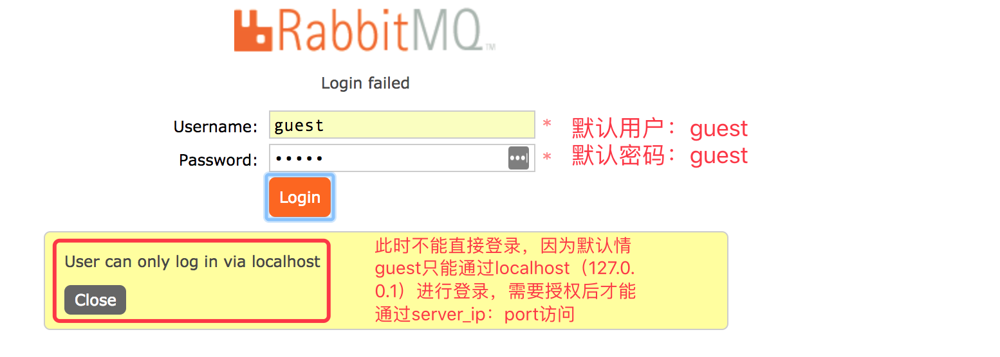 RabbitMQ™
Login failed
Username: guest * 默认用户：guest
Password: ••••• * 默认密码：guest
Login
User can only log in via localhost
Close
此时不能直接登录，因为默认情
guest只能通过localhost（127.0.
0.1）进行登录，需要授权后才能
通过server_ip：port访问